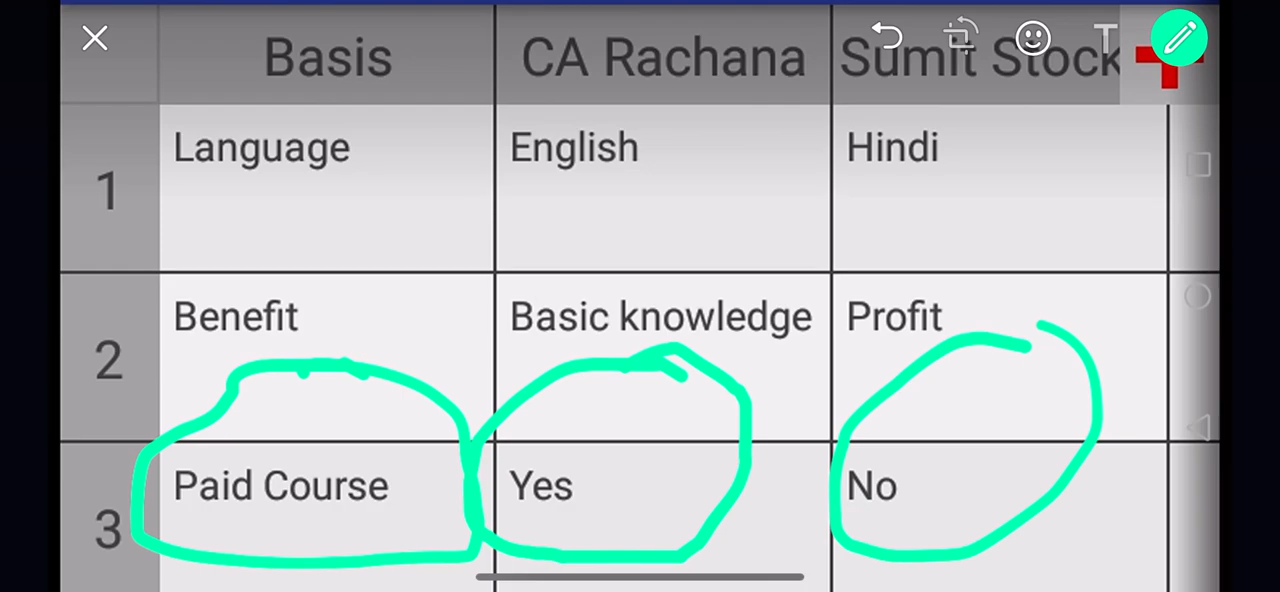 Basis CA Rachana Sumit Stock
1 Language English Hindi
2 Benefit Basic knowledge Profit
3 Paid Course Yes No
T